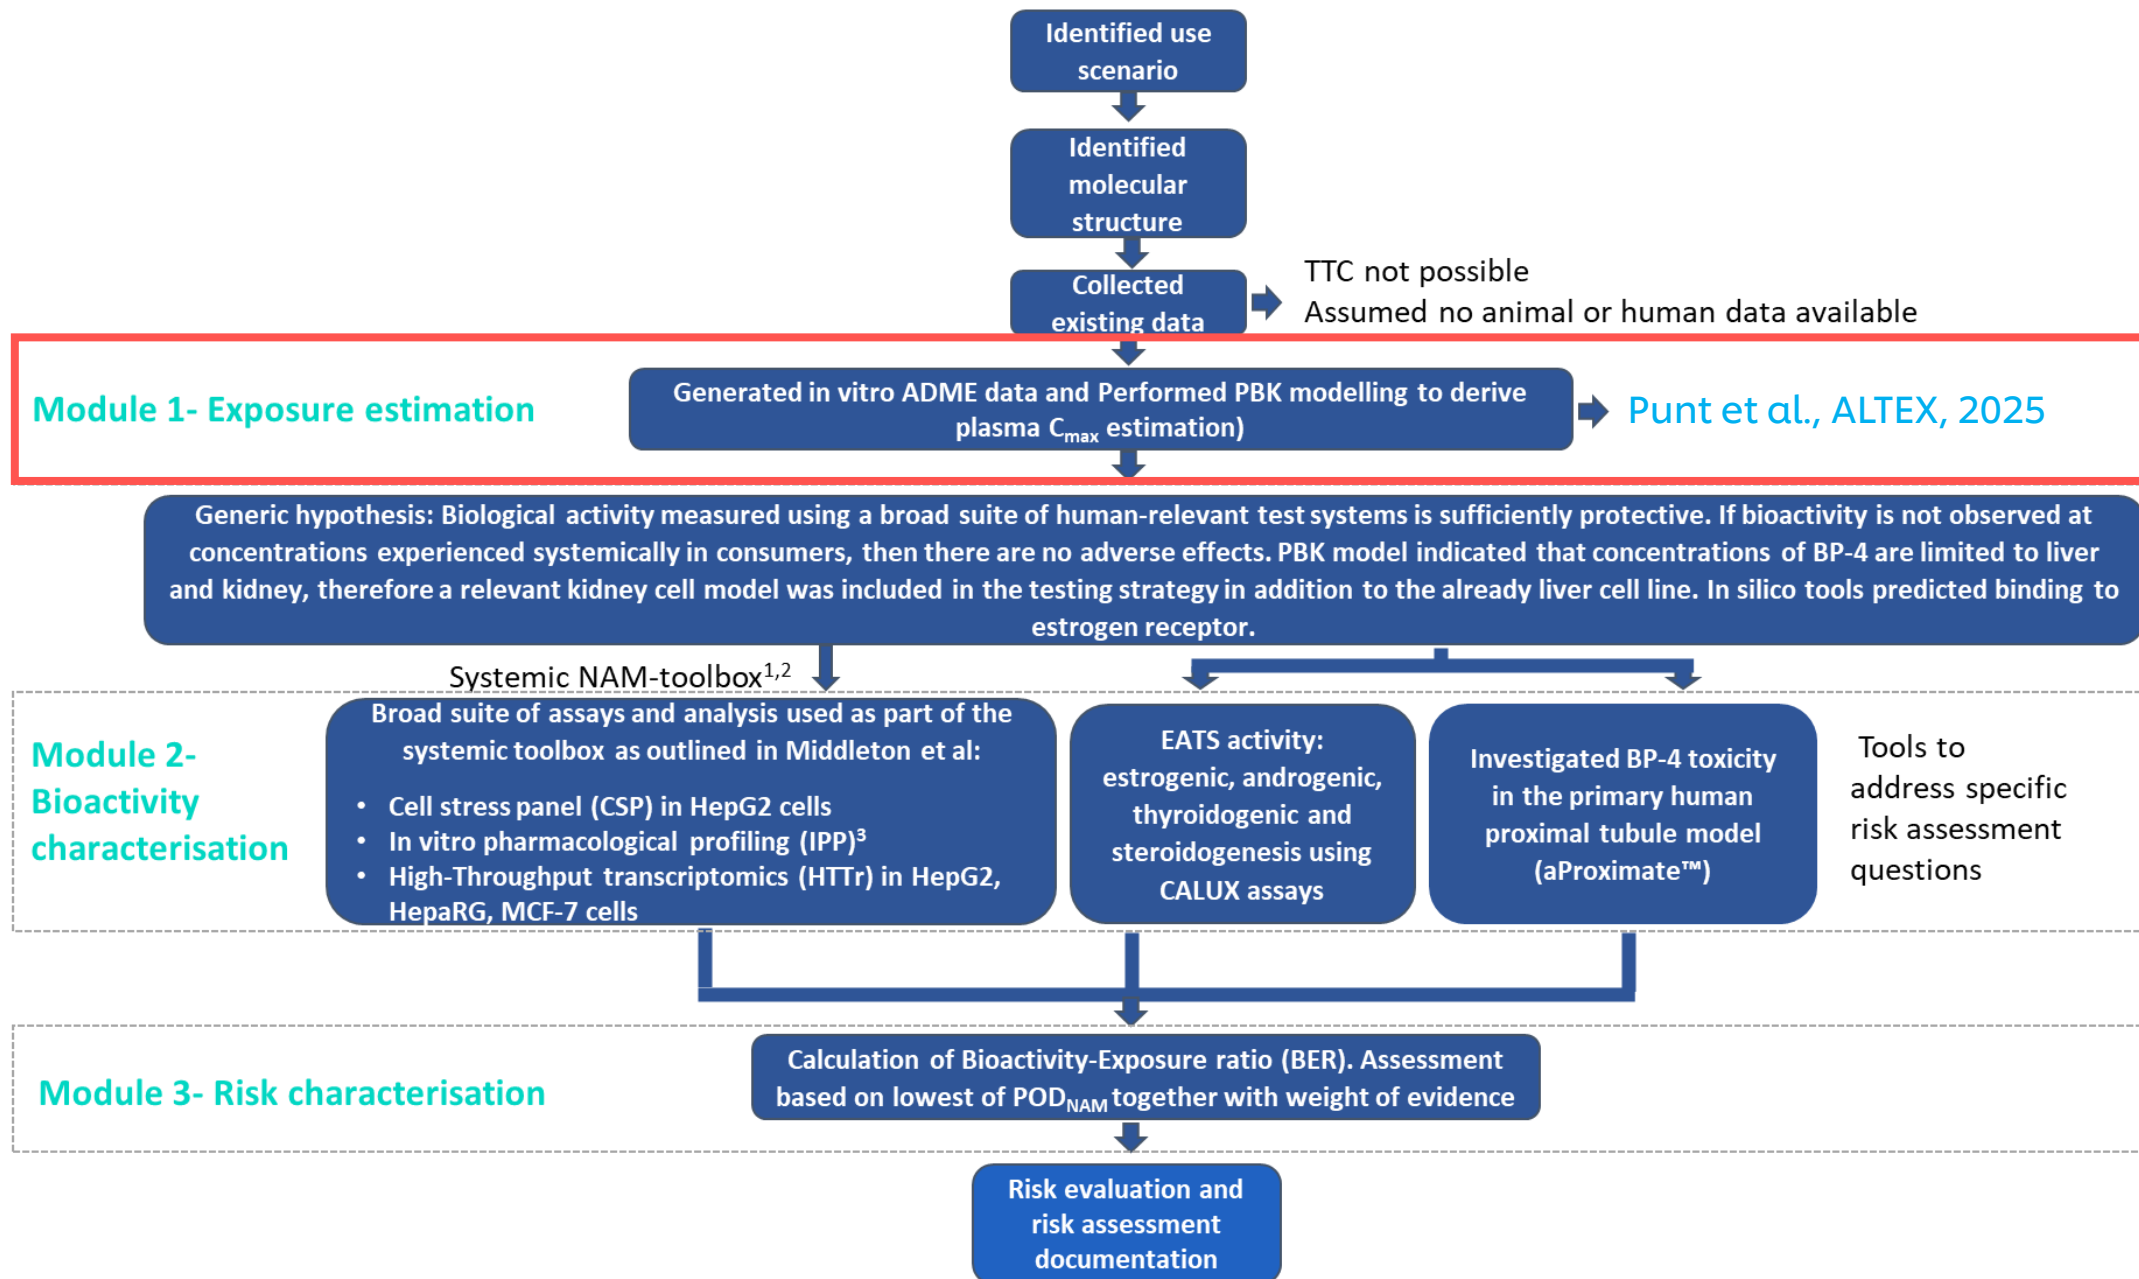 Identified use
scenario
Identified
molecular
structure
Collected
existing data
TTC not possible
Assumed no animal or human data available
Module 1- Exposure estimation
Generated in vitro ADME data and Performed PBK modelling to derive
plasma Cmax estimation)
Punt et al., ALTEX, 2025
Generic hypothesis: Biological activity measured using a broad suite of human-relevant test systems is sufficiently protective. If bioactivity is not observed at
concentrations experienced systemically in consumers, then there are no adverse effects. PBK model indicated that concentrations of BP-4 are limited to liver
and kidney, therefore a relevant kidney cell model was included in the testing strategy in addition to the already liver cell line. In silico tools predicted binding to
estrogen receptor.
Systemic NAM-toolbox1,2
Module 2-
Bioactivity
characterisation
Broad suite of assays and analysis used as part of the
systemic toolbox as outlined in Middleton et al:
• Cell stress panel (CSP) in HepG2 cells
• In vitro pharmacological profiling (IPP)3
• High-Throughput transcriptomics (HTTr) in HepG2,
HepaRG, MCF-7 cells
EATS activity:
estrogenic, androgenic,
thyroidogenic and
steroidogenesis using
CALUX assays
Investigated BP-4 toxicity
in the primary human
proximal tubule model
(aProximate™)
Tools to
address specific
risk assessment
questions
Module 3- Risk characterisation
Calculation of Bioactivity-Exposure ratio (BER). Assessment
based on lowest of PODNAM together with weight of evidence
Risk evaluation and
risk assessment
documentation